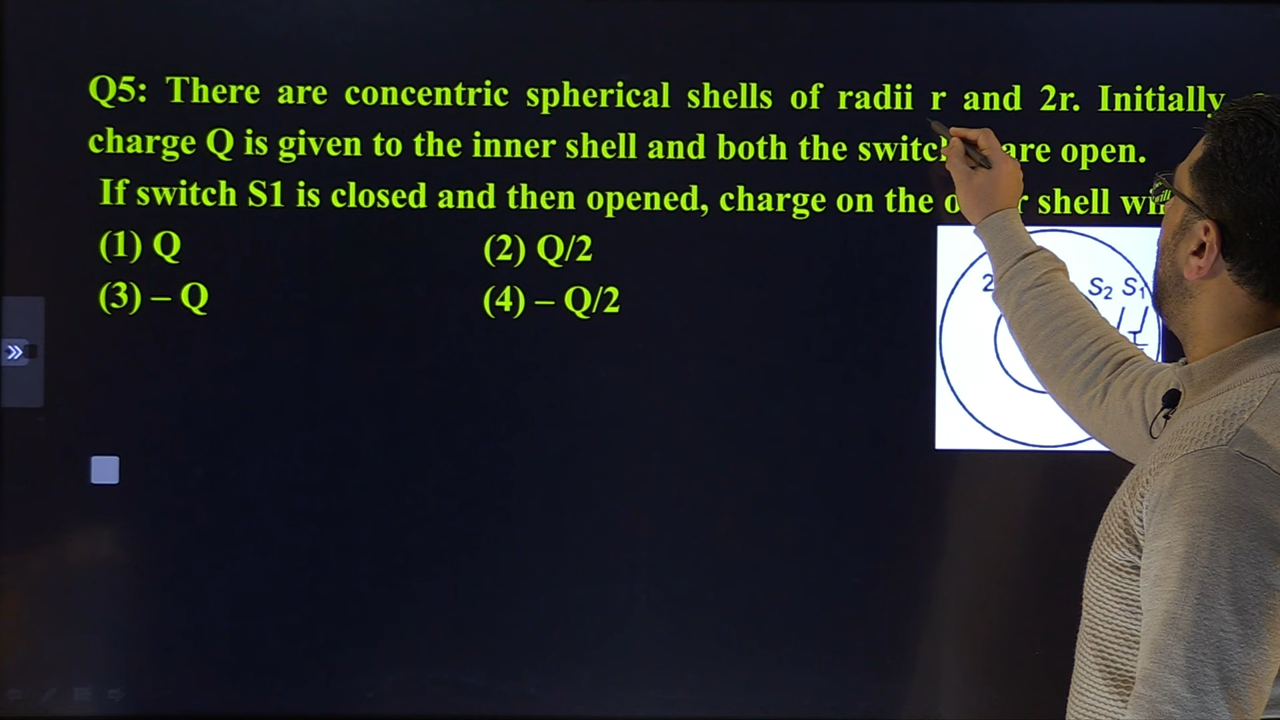 Q5: There are concentric spherical shells of radii r and 2r. Initially
charge Q is given to the inner shell and both the are open.
If switch S1 is closed and then opened, charge on the shell
(1) Q (2) Q/2
(3) – Q (4) – Q/2
2 S₂ S₁